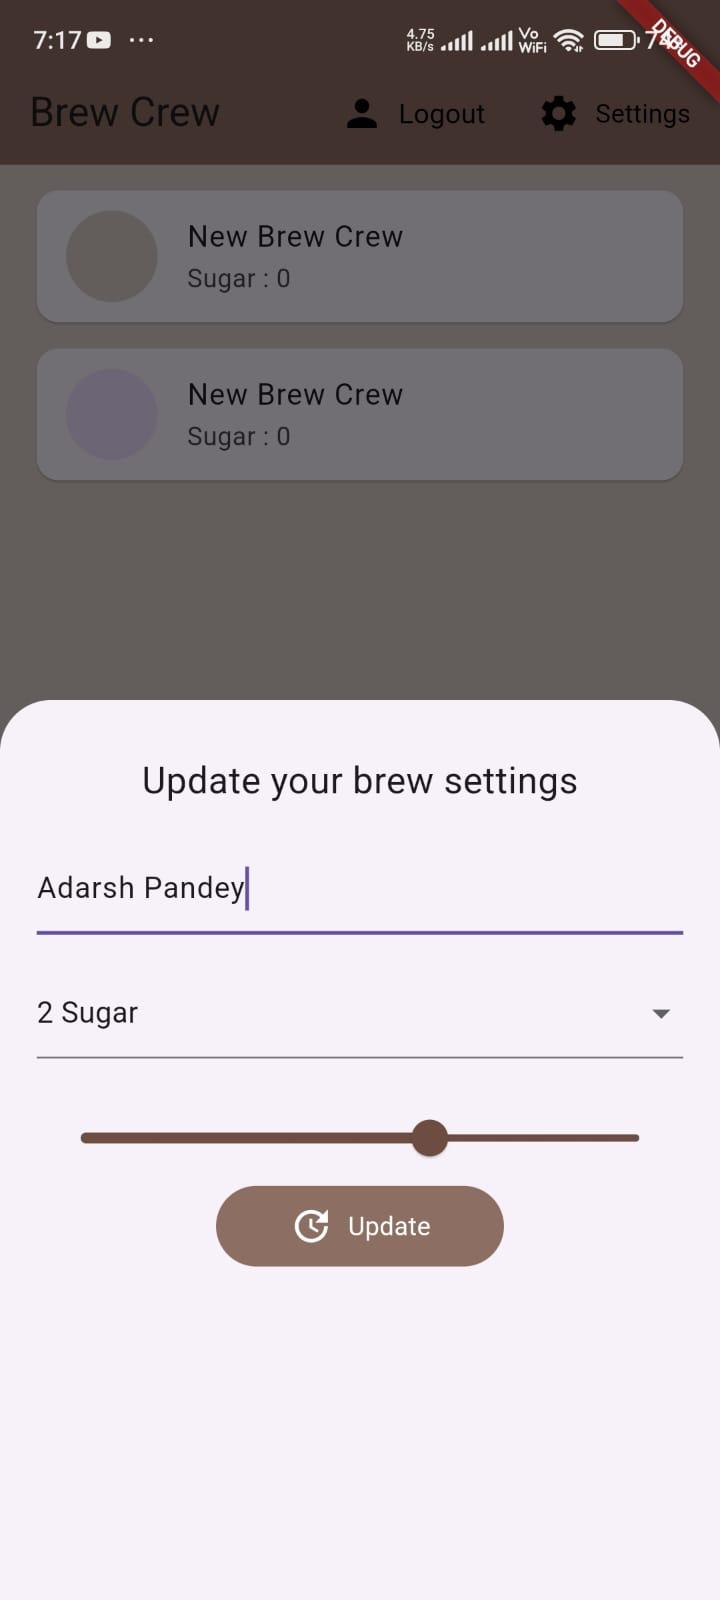 7:17 ... 4.75 KB/s Vo WiFi
DEBUG
Brew Crew Logout Settings
New Brew Crew
Sugar : 0
New Brew Crew
Sugar : 0
Update your brew settings
Adarsh Pandey
2 Sugar
Update